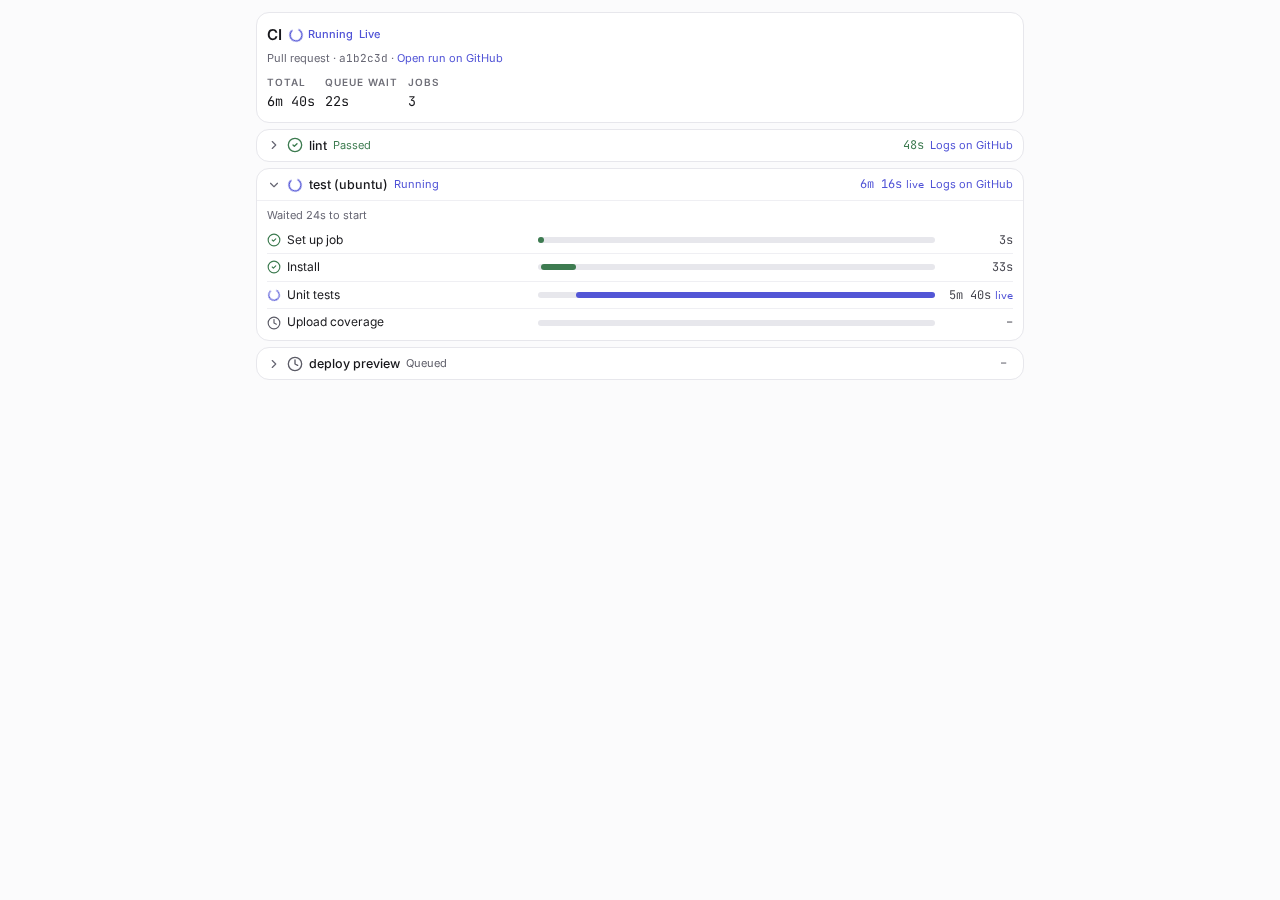 CI Running Live
Pull request · a1b2c3d · Open run on GitHub
TOTAL QUEUE WAIT JOBS
6m 40s 22s 3
lint Passed 48s Logs on GitHub
test (ubuntu) Running 6m 16s live Logs on GitHub
Waited 24s to start
Set up job 3s
Install 33s
Unit tests 5m 40s live
Upload coverage –
deploy preview Queued –